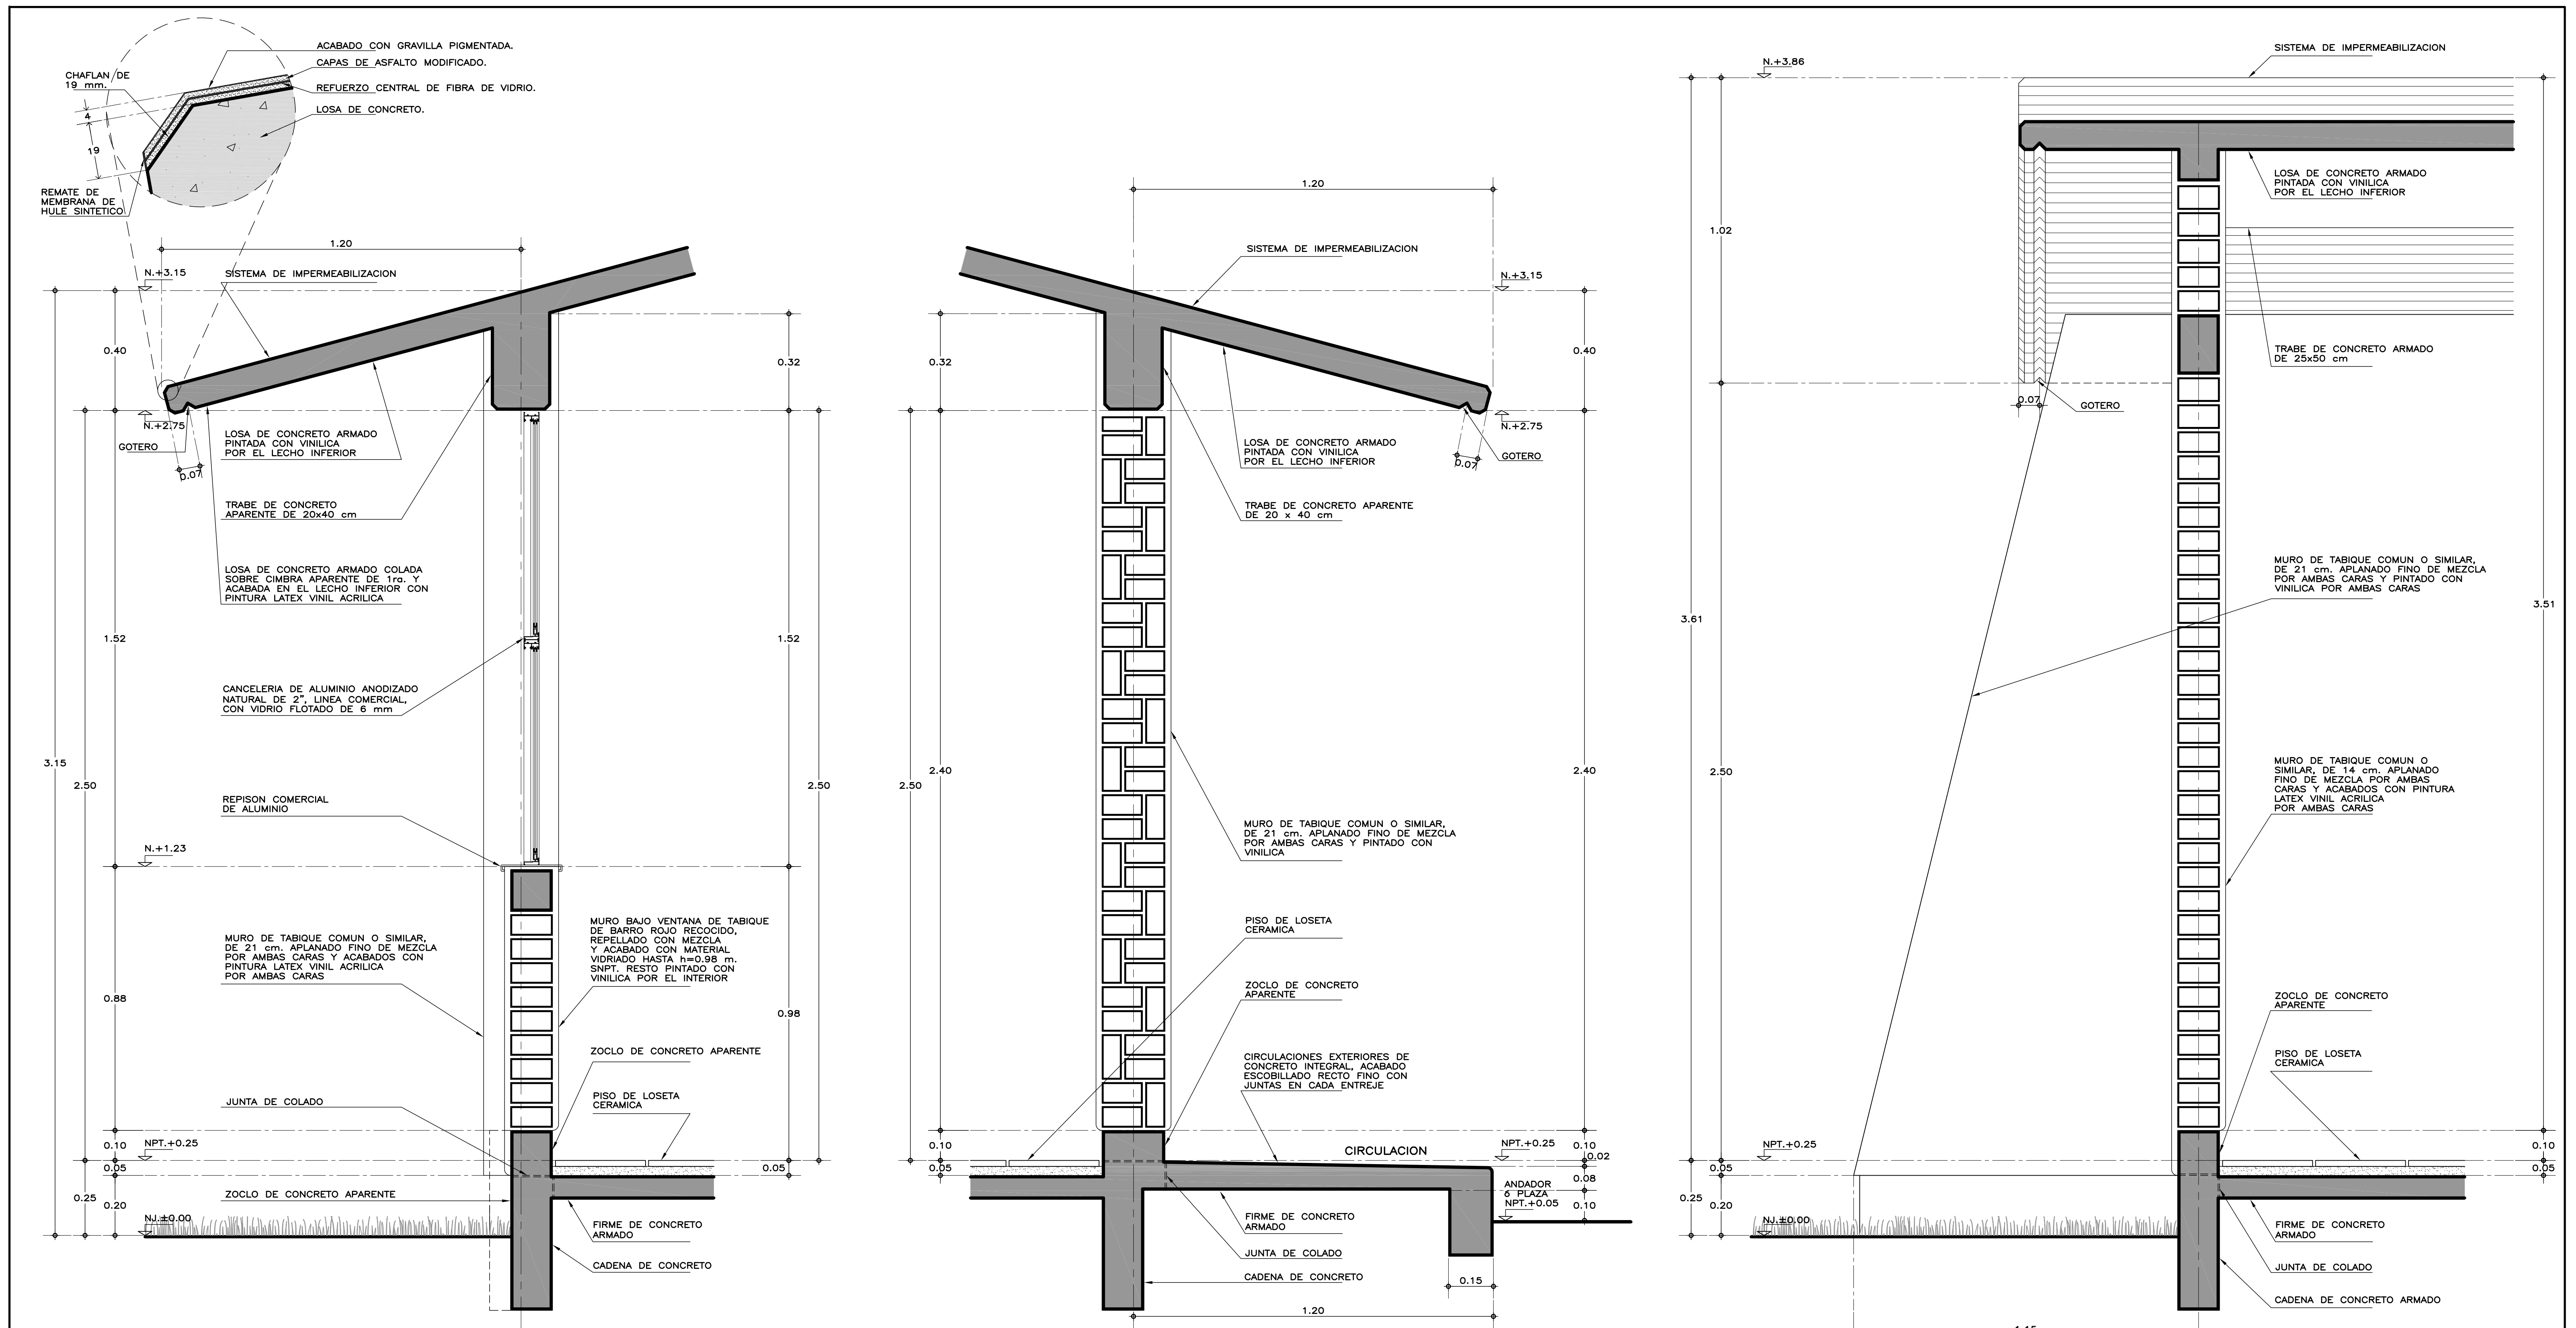 ACABADO CON GRAVILLA PIGMENTADA.
CAPAS DE ASFALTO MODIFICADO.
CHAFLAN DE
19 mm.
REFUERZO CENTRAL DE FIBRA DE VIDRIO.
LOSA DE CONCRETO.
4
19
REMATE DE
MEMBRANA DE
HULE SINTETICO
1.20
N.+3.15
SISTEMA DE IMPERMEABILIZACION
0.40
0.32
N.+2.75
GOTERO
0.07
LOSA DE CONCRETO ARMADO
PINTADA CON VINILICA
POR EL LECHO INFERIOR
TRABE DE CONCRETO
APARENTE DE 20x40 cm
LOSA DE CONCRETO ARMADO COLADA
SOBRE CIMBRA APARENTE DE 1ra. Y
ACABADA EN EL LECHO INFERIOR CON
PINTURA LATEX VINIL ACRILICA
1.52
1.52
CANCELERIA DE ALUMINIO ANODIZADO
NATURAL DE 2", LINEA COMERCIAL,
CON VIDRIO FLOTADO DE 6 mm
3.15
2.50
2.50
REPISON COMERCIAL
DE ALUMINIO
N.+1.23
MURO DE TABIQUE COMUN O SIMILAR,
DE 21 cm. APLANADO FINO DE MEZCLA
POR AMBAS CARAS Y ACABADOS CON
PINTURA LATEX VINIL ACRILICA
POR AMBAS CARAS
MURO BAJO VENTANA DE TABIQUE
DE BARRO ROJO RECOCIDO,
REPELLADO CON MEZCLA
Y ACABADO CON MATERIAL
VIDRIADO HASTA h=0.98 m.
SNPT. RESTO PINTADO CON
VINILICA POR EL INTERIOR
0.88
0.98
ZOCLO DE CONCRETO APARENTE
JUNTA DE COLADO
PISO DE LOSETA
CERAMICA
0.10
NPT.+0.25
0.05
0.05
0.25
0.20
ZOCLO DE CONCRETO APARENTE
NJ.±0.00
FIRME DE CONCRETO
ARMADO
CADENA DE CONCRETO
1.20
SISTEMA DE IMPERMEABILIZACION
N.+3.15
0.32
0.40
N.+2.75
LOSA DE CONCRETO ARMADO
PINTADA CON VINILICA
POR EL LECHO INFERIOR
GOTERO
0.07
TRABE DE CONCRETO APARENTE
DE 20 x 40 cm
2.50
2.40
2.40
MURO DE TABIQUE COMUN O SIMILAR,
DE 21 cm. APLANADO FINO DE MEZCLA
POR AMBAS CARAS Y PINTADO CON
VINILICA
PISO DE LOSETA
CERAMICA
ZOCLO DE CONCRETO
APARENTE
CIRCULACIONES EXTERIORES DE
CONCRETO INTEGRAL, ACABADO
ESCOBILLADO RECTO FINO CON
JUNTAS EN CADA ENTREJE
0.10
CIRCULACION
NPT.+0.25
0.10
0.02
0.05
0.08
ANDADOR
6 PLAZA
NPT.+0.05
0.10
FIRME DE CONCRETO
ARMADO
JUNTA DE COLADO
CADENA DE CONCRETO
0.15
1.20
N.+3.86
SISTEMA DE IMPERMEABILIZACION
LOSA DE CONCRETO ARMADO
PINTADA CON VINILICA
POR EL LECHO INFERIOR
1.02
TRABE DE CONCRETO ARMADO
DE 25x50 cm
0.07
GOTERO
MURO DE TABIQUE COMUN O SIMILAR,
DE 21 cm. APLANADO FINO DE MEZCLA
POR AMBAS CARAS Y PINTADO CON
VINILICA POR AMBAS CARAS
3.61
3.51
2.50
MURO DE TABIQUE COMUN O
SIMILAR, DE 14 cm. APLANADO
FINO DE MEZCLA POR AMBAS
CARAS Y ACABADOS CON PINTURA
LATEX VINIL ACRILICA
POR AMBAS CARAS
ZOCLO DE CONCRETO
APARENTE
PISO DE LOSETA
CERAMICA
NPT.+0.25
0.10
0.05
0.05
0.25
0.20
NJ.±0.00
FIRME DE CONCRETO
ARMADO
JUNTA DE COLADO
CADENA DE CONCRETO ARMADO